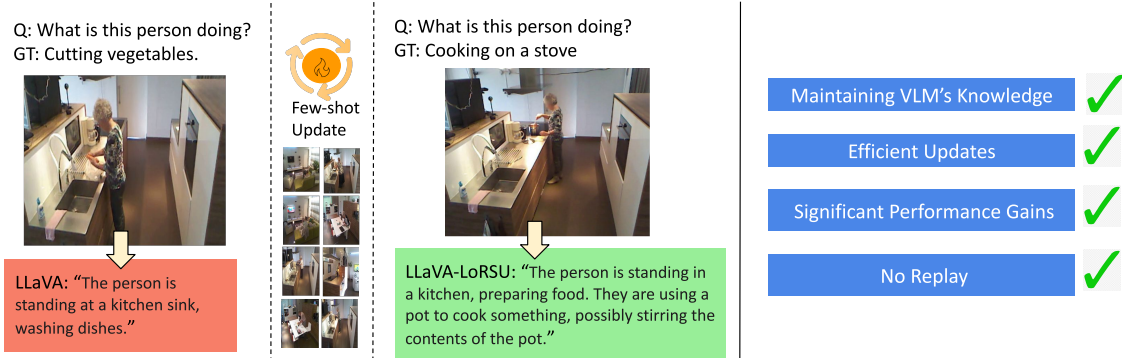 Q: What is this person doing?
GT: Cutting vegetables.
LLaVA: “The person is
standing at a kitchen sink,
washing dishes.”
Few-shot
Update
Q: What is this person doing?
GT: Cooking on a stove
LLaVA-LoRSU: “The person is standing in
a kitchen, preparing food. They are using a
pot to cook something, possibly stirring the
contents of the pot.”
Maintaining VLM’s Knowledge
Efficient Updates
Significant Performance Gains
No Replay